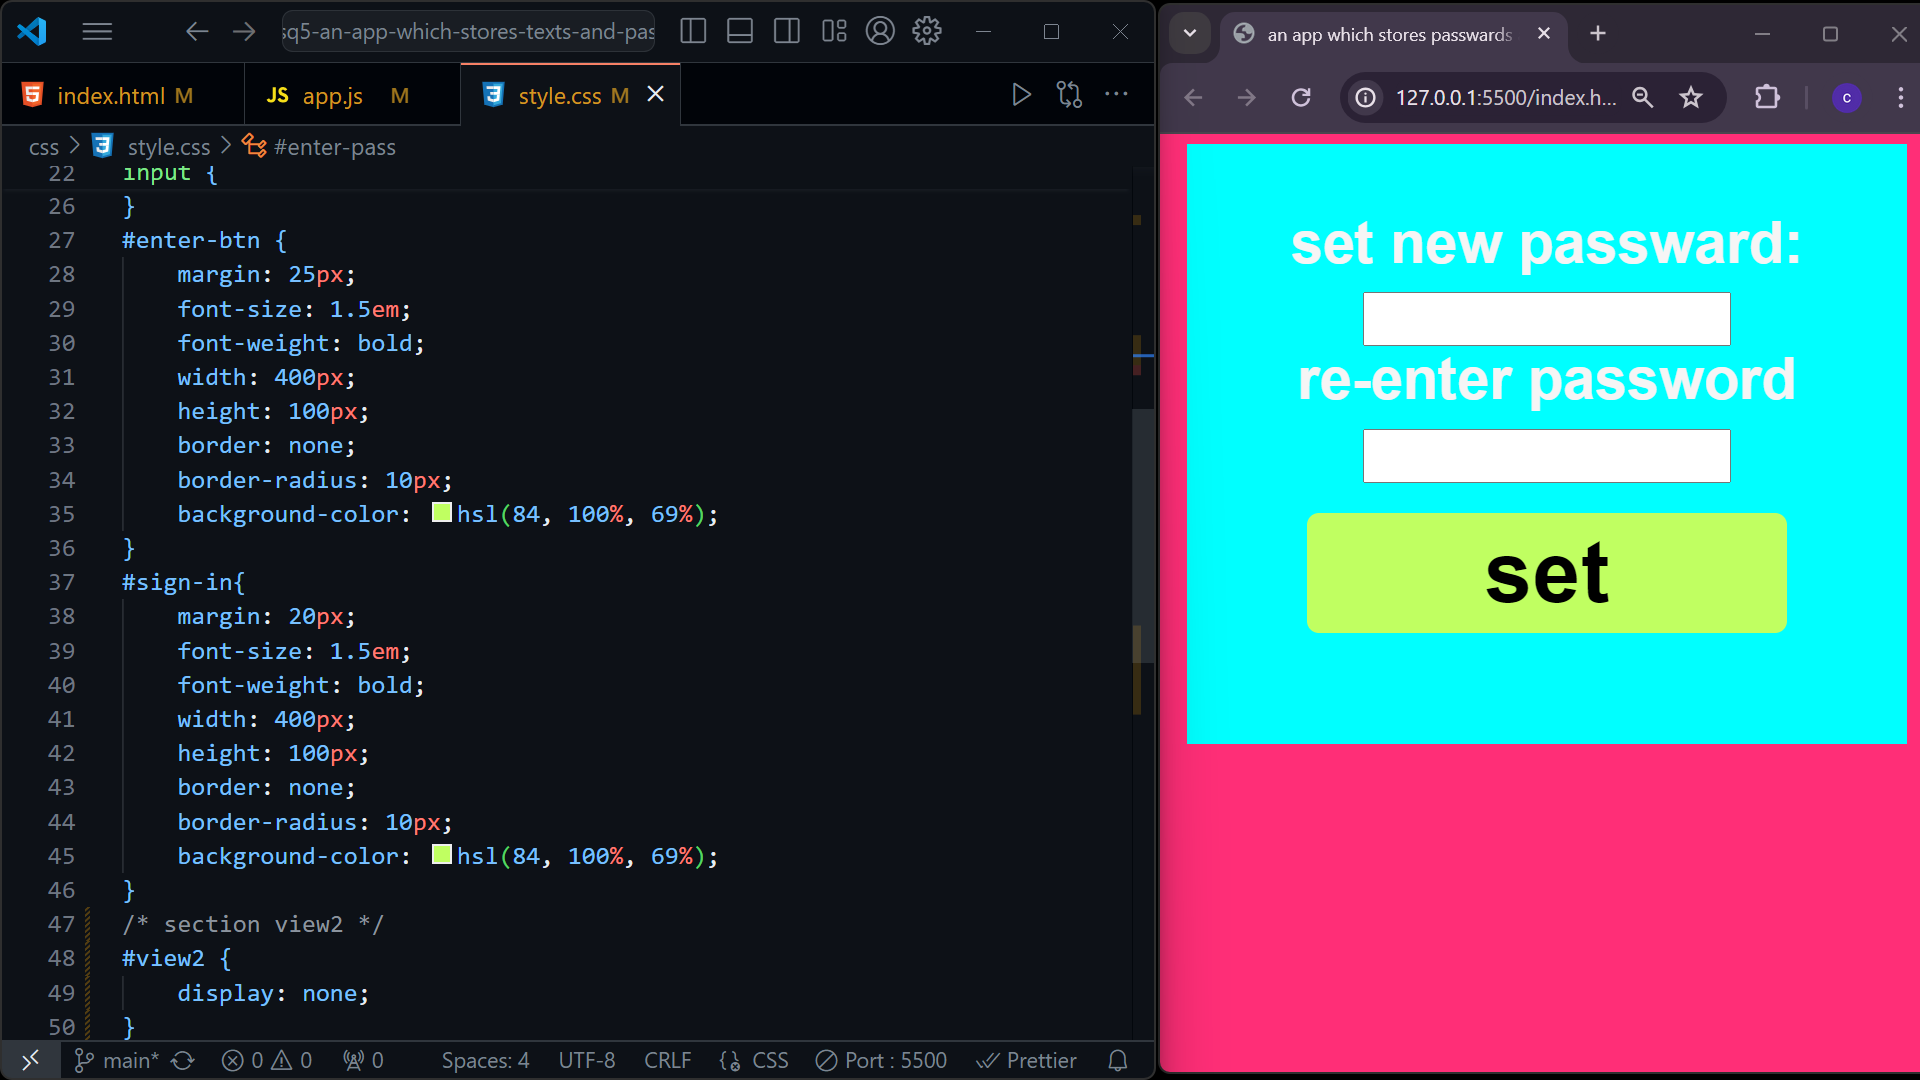 sq5-an-app-which-stores-texts-and-pas
index.html M
JS app.js M
style.css M
css > style.css > #enter-pass
22 input {
26 }
27 #enter-btn {
28 margin: 25px;
29 font-size: 1.5em;
30 font-weight: bold;
31 width: 400px;
32 height: 100px;
33 border: none;
34 border-radius: 10px;
35 background-color: hsl(84, 100%, 69%);
36 }
37 #sign-in{
38 margin: 20px;
39 font-size: 1.5em;
40 font-weight: bold;
41 width: 400px;
42 height: 100px;
43 border: none;
44 border-radius: 10px;
45 background-color: hsl(84, 100%, 69%);
46 }
47 /* section view2 */
48 #view2 {
49 display: none;
50 }
main* 0 0 0 Spaces: 4 UTF-8 CRLF CSS Port : 5500 Prettier
an app which stores passwards
127.0.0.1:5500/index.h...
c
set new passward:
re-enter password
set